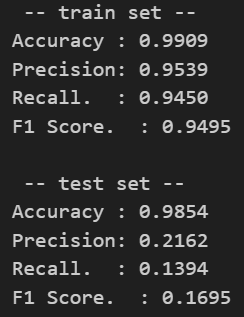 -- train set --
Accuracy : 0.9909
Precision: 0.9539
Recall.  : 0.9450
F1 Score.  : 0.9495

-- test set --
Accuracy : 0.9854
Precision: 0.2162
Recall.  : 0.1394
F1 Score.  : 0.1695